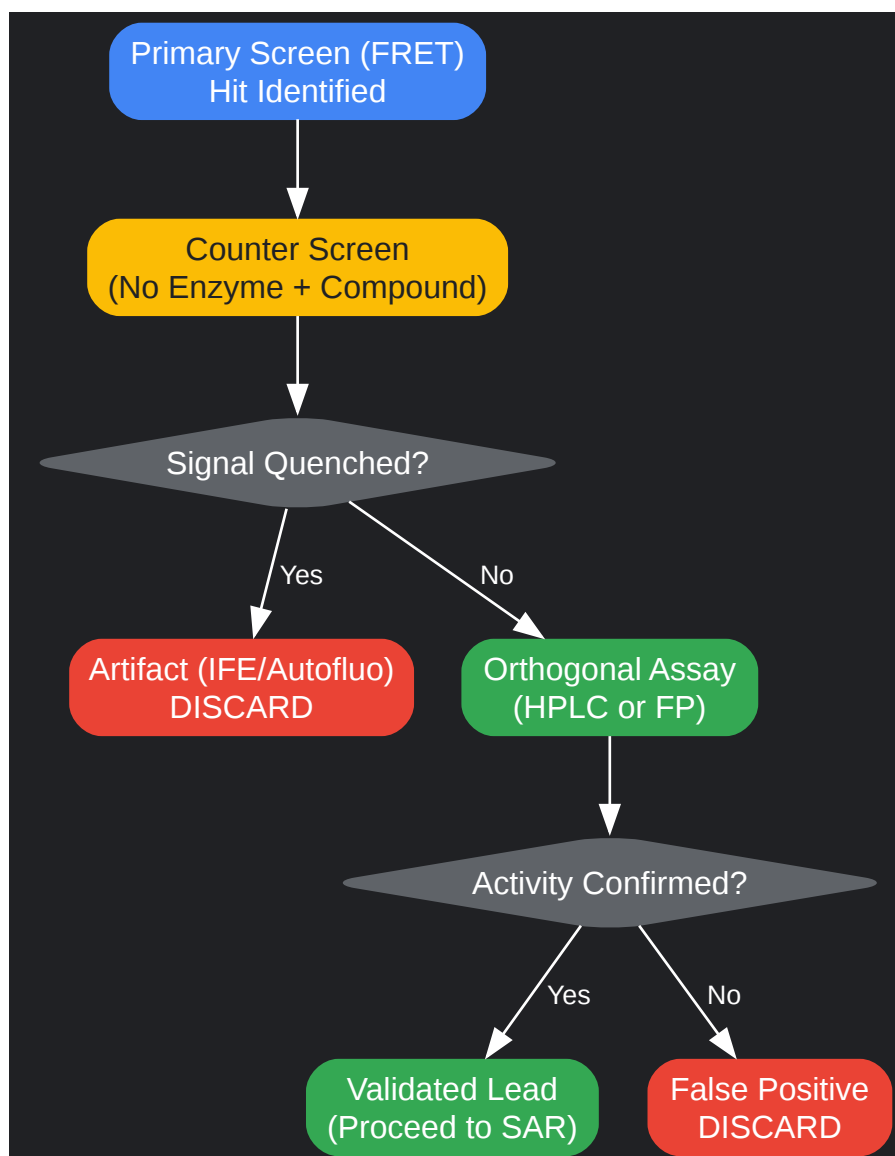 Primary Screen (FRET)
Hit Identified
Counter Screen
(No Enzyme + Compound)
Signal Quenched?
Yes
No
Artifact (IFE/Autofluo)
DISCARD
Orthogonal Assay
(HPLC or FP)
Activity Confirmed?
Yes
No
Validated Lead
(Proceed to SAR)
False Positive
DISCARD